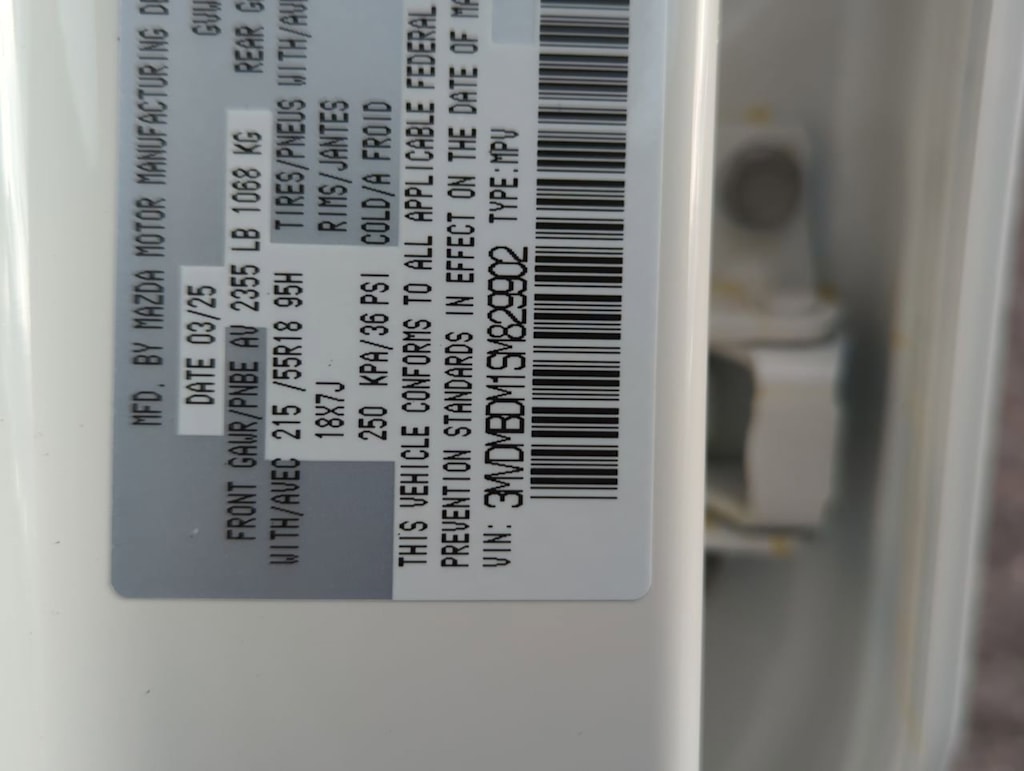 MFD. BY MAZDA MOTOR MANUFACTURING DE
DATE 03/25 GVW
FRONT GAWR/PNBE AV 2355 LB 1068 KG REAR G
WITH/AVEC 215 /55R18 95H TIRES/PNEUS WITH/AV
18X7J RIMS/JANTES
250 KPA/36 PSI COLD/A FROID
THIS VEHICLE CONFORMS TO ALL APPLICABLE FEDERAL
PREVENTION STANDARDS IN EFFECT ON THE DATE OF MA
VIN: 3MVDMBDM1SM829902 TYPE:MPV